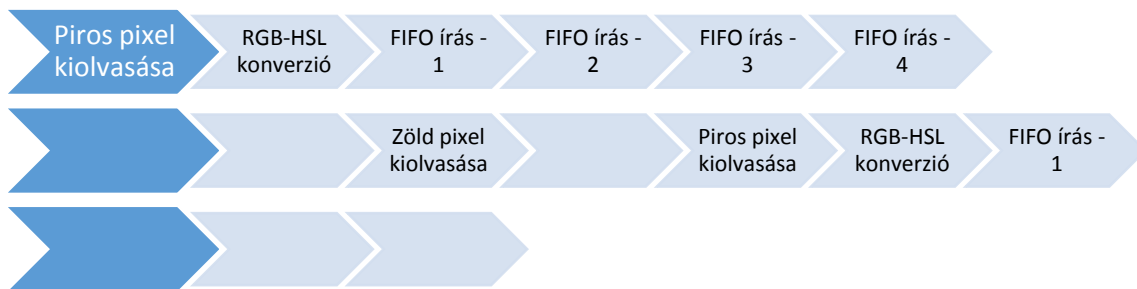 Piros pixel
kiolvasása
RGB-HSL
konverzió
FIFO írás -
1
FIFO írás -
2
FIFO írás -
3
FIFO írás -
4
Zöld pixel
kiolvasása
Piros pixel
kiolvasása
RGB-HSL
konverzió
FIFO írás -
1